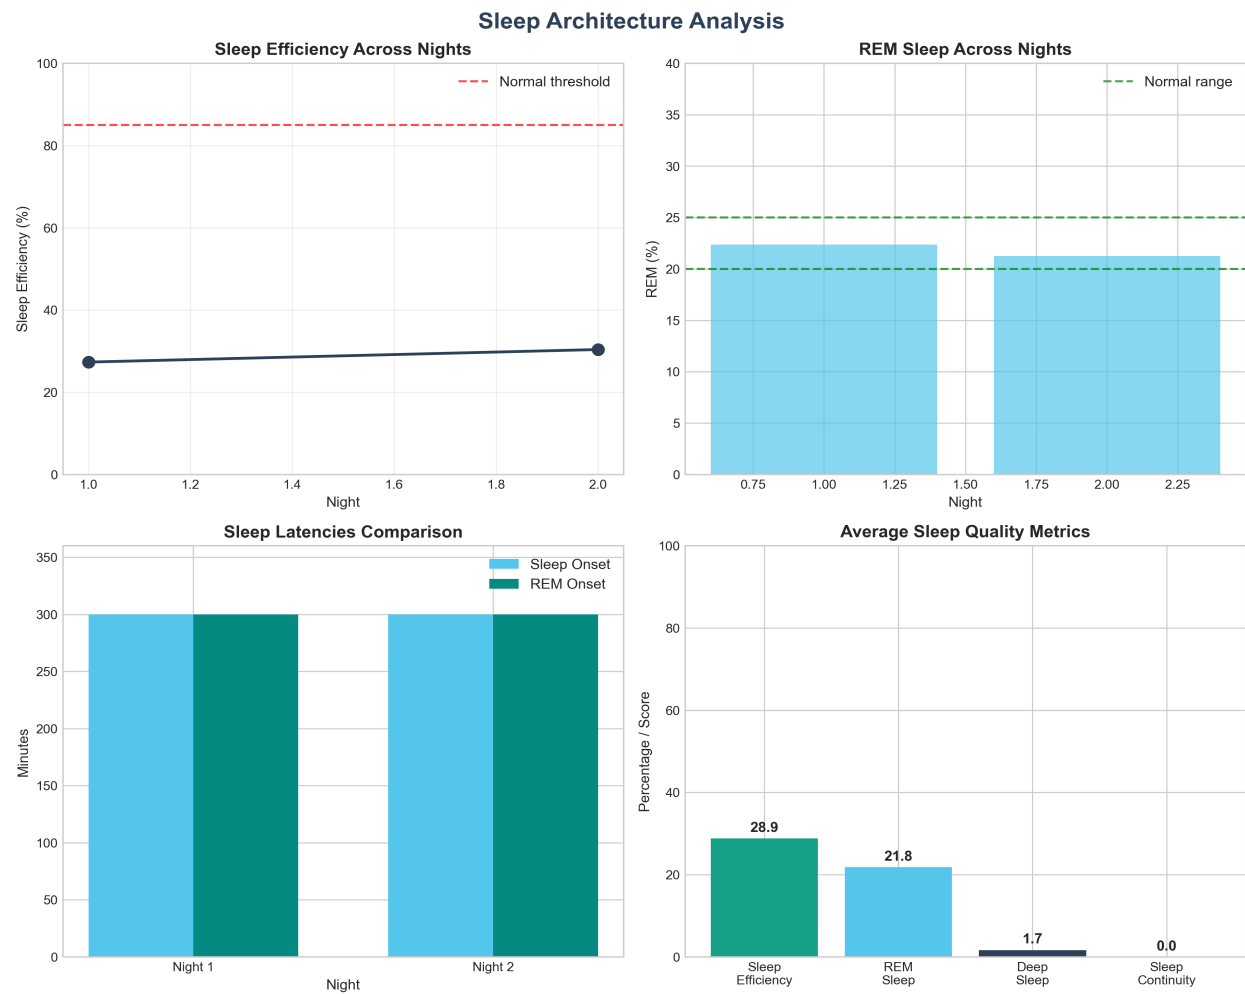 Sleep Architecture Analysis
Sleep Efficiency Across Nights
100
80
60
40
20
0
Sleep Efficiency (%)
Normal threshold
1.0 1.2 1.4 1.6 1.8 2.0
Night
REM Sleep Across Nights
40
35
30
25
20
15
10
5
0
REM (%)
Normal range
0.75 1.00 1.25 1.50 1.75 2.00 2.25
Night
Sleep Latencies Comparison
350
300
250
200
150
100
50
0
Minutes
Sleep Onset
REM Onset
Night 1 Night 2
Night
Average Sleep Quality Metrics
100
80
60
40
20
0
Percentage / Score
28.9
21.8
1.7
0.0
Sleep
Efficiency
REM
Sleep
Deep
Sleep
Sleep
Continuity